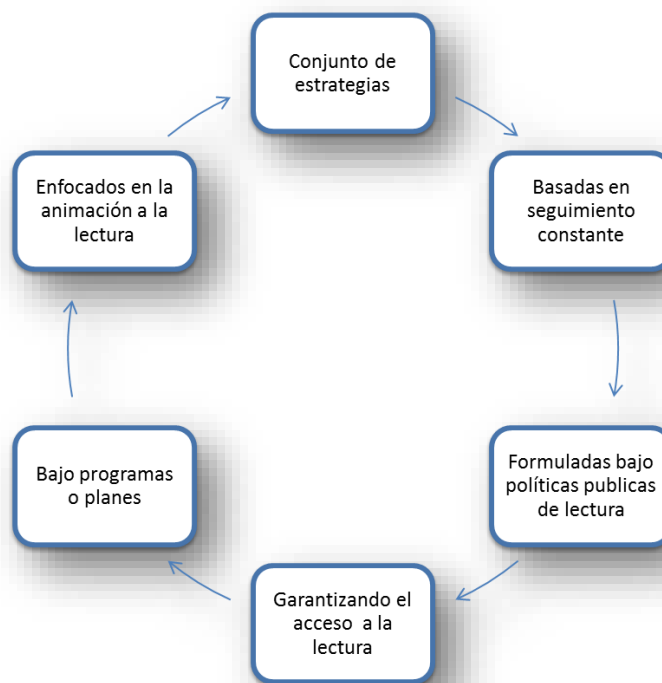 Conjunto de
estrategias
Basadas en
seguimiento
constante
Formuladas bajo
políticas publicas
de lectura
Garantizando el
acceso a la
lectura
Bajo programas
o planes
Enfocados en la
animación a la
lectura